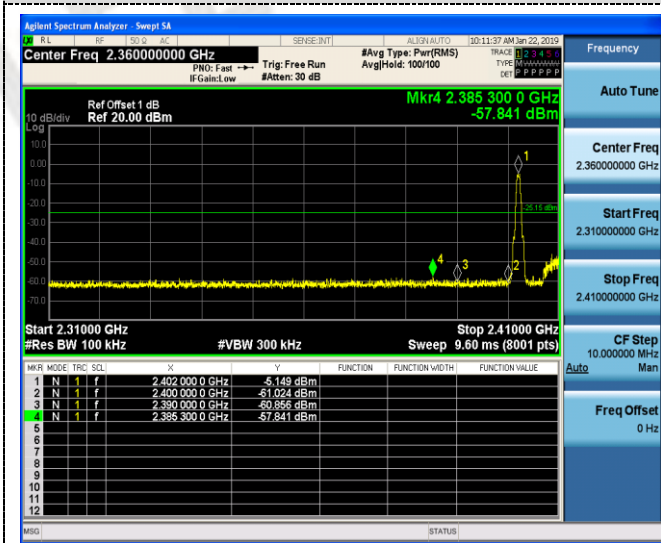 Agilent Spectrum Analyzer - Swept SA
RL RF 50 Ω AC SENSE:INT ALIGN AUTO 10:11:37 AM Jan 22, 2019
Center Freq 2.360000000 GHz
PNO: Fast
IFGain:Low
Trig: Free Run
#Atten: 30 dB
#Avg Type: Pwr(RMS)
Avg|Hold: 100/100
TRACE 1 2 3 4 5 6
TYPE
DET P P P P P P
Ref Offset 1 dB
10 dB/div Ref 20.00 dBm
Log
Mkr4 2.385 300 0 GHz
-57.841 dBm
10.0
0.00
-10.0
-20.0
-30.0
-40.0
-50.0
-60.0
-70.0
1
-25.15 dBm
4
3
2
Start 2.31000 GHz Stop 2.41000 GHz
#Res BW 100 kHz #VBW 300 kHz Sweep 9.60 ms (8001 pts)
MKR MODE TRC SCL X Y FUNCTION FUNCTION WIDTH FUNCTION VALUE
1 N 1 f 2.402 000 0 GHz -5.149 dBm
2 N 1 f 2.400 000 0 GHz -61.024 dBm
3 N 1 f 2.390 000 0 GHz -60.856 dBm
4 N 1 f 2.385 300 0 GHz -57.841 dBm
5
6
7
8
9
10
11
12
MSG STATUS
Frequency
Auto Tune
Center Freq
2.360000000 GHz
Start Freq
2.310000000 GHz
Stop Freq
2.410000000 GHz
CF Step
10.000000 MHz
Auto Man
Freq Offset
0 Hz